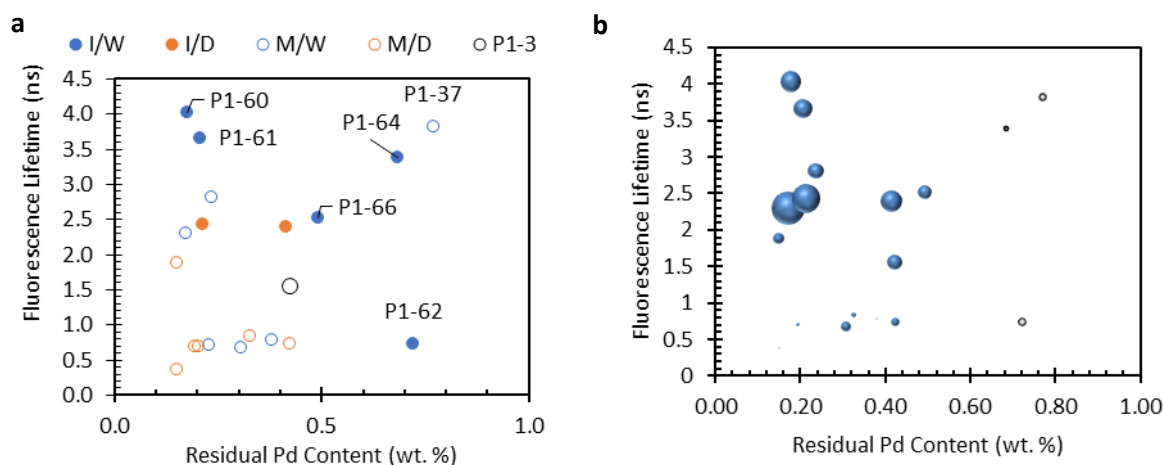 a
I/W I/D M/W M/D P1-3
Fluorescence Lifetime (ns)
4.5
4.0
3.5
3.0
2.5
2.0
1.5
1.0
0.5
0.0
P1-60
P1-61
P1-37
P1-64
P1-66
P1-62
0.0 0.5 1.0
Residual Pd Content (wt. %)
b
Fluorescence Lifetime (ns)
4.5
4
3.5
3
2.5
2
1.5
1
0.5
0
0.00 0.20 0.40 0.60 0.80 1.00
Residual Pd Content (wt. %)